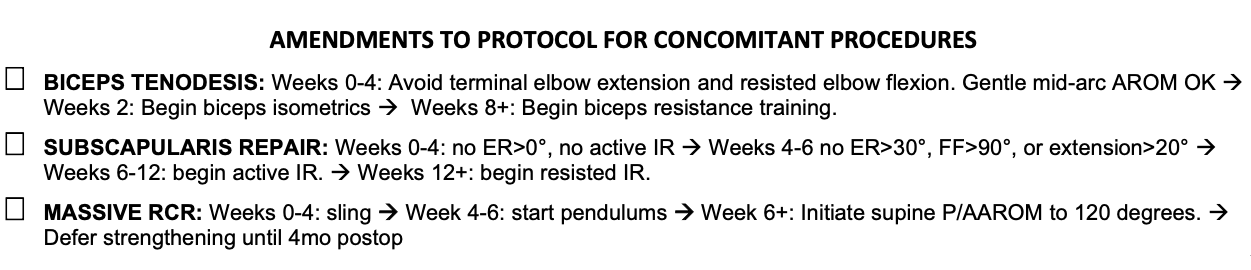 AMENDMENTS TO PROTOCOL FOR CONCOMITANT PROCEDURES
☐ BICEPS TENODESIS: Weeks 0-4: Avoid terminal elbow extension and resisted elbow flexion. Gentle mid-arc AROM OK →
Weeks 2: Begin biceps isometrics → Weeks 8+: Begin biceps resistance training.
☐ SUBSCAPULARIS REPAIR: Weeks 0-4: no ER>0°, no active IR → Weeks 4-6 no ER>30°, FF>90°, or extension>20° →
Weeks 6-12: begin active IR. → Weeks 12+: begin resisted IR.
☐ MASSIVE RCR: Weeks 0-4: sling → Week 4-6: start pendulums → Week 6+: Initiate supine P/AAROM to 120 degrees. →
Defer strengthening until 4mo postop